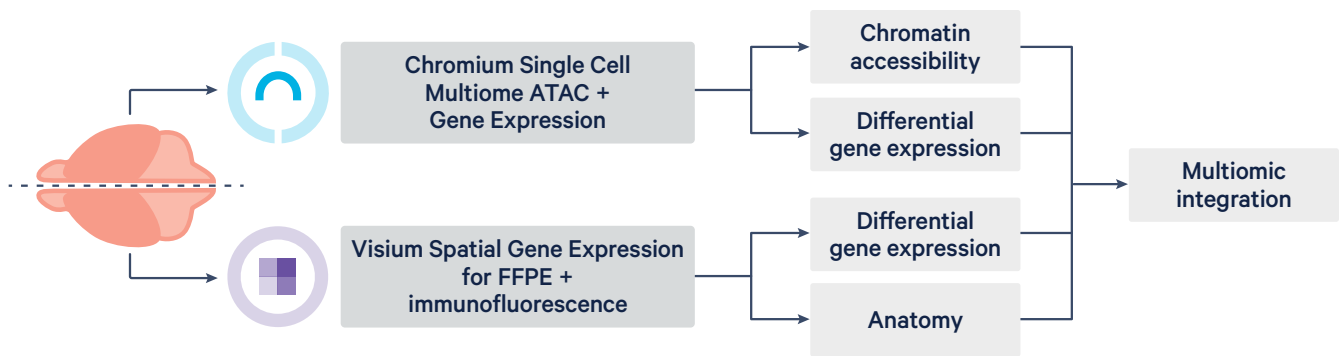 Chromium Single Cell
Multiome ATAC +
Gene Expression
Chromatin
accessibility
Differential
gene expression
Multiomic
integration
Visium Spatial Gene Expression
for FFPE +
immunofluorescence
Differential
gene expression
Anatomy